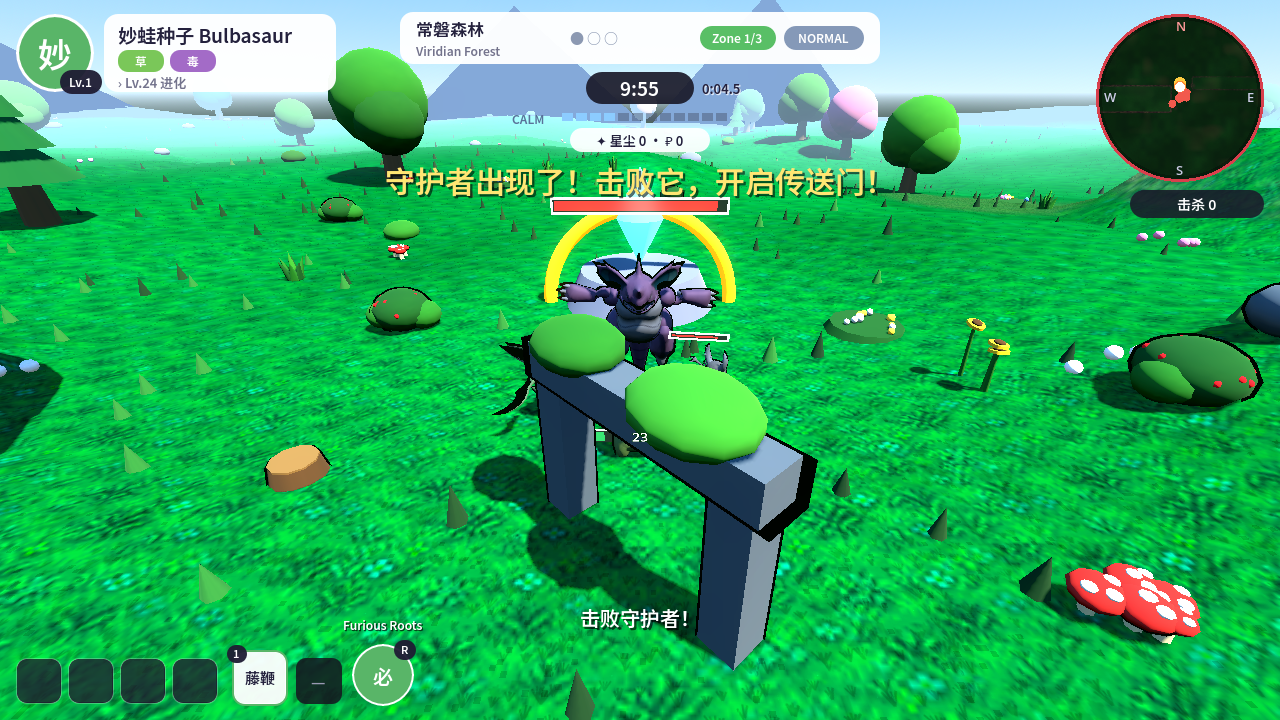 妙
Lv.1
妙蛙种子 Bulbasaur
草
毒
› Lv.24 进化
常磐森林
Viridian Forest
Zone 1/3
NORMAL
9:55
0:04.5
CALM
✦ 星尘 0 · ₽ 0
守护者出现了！击败它，开启传送门！
N
W
E
S
击杀 0
23
击败守护者！
Furious Roots
1
藤鞭
_
必
R